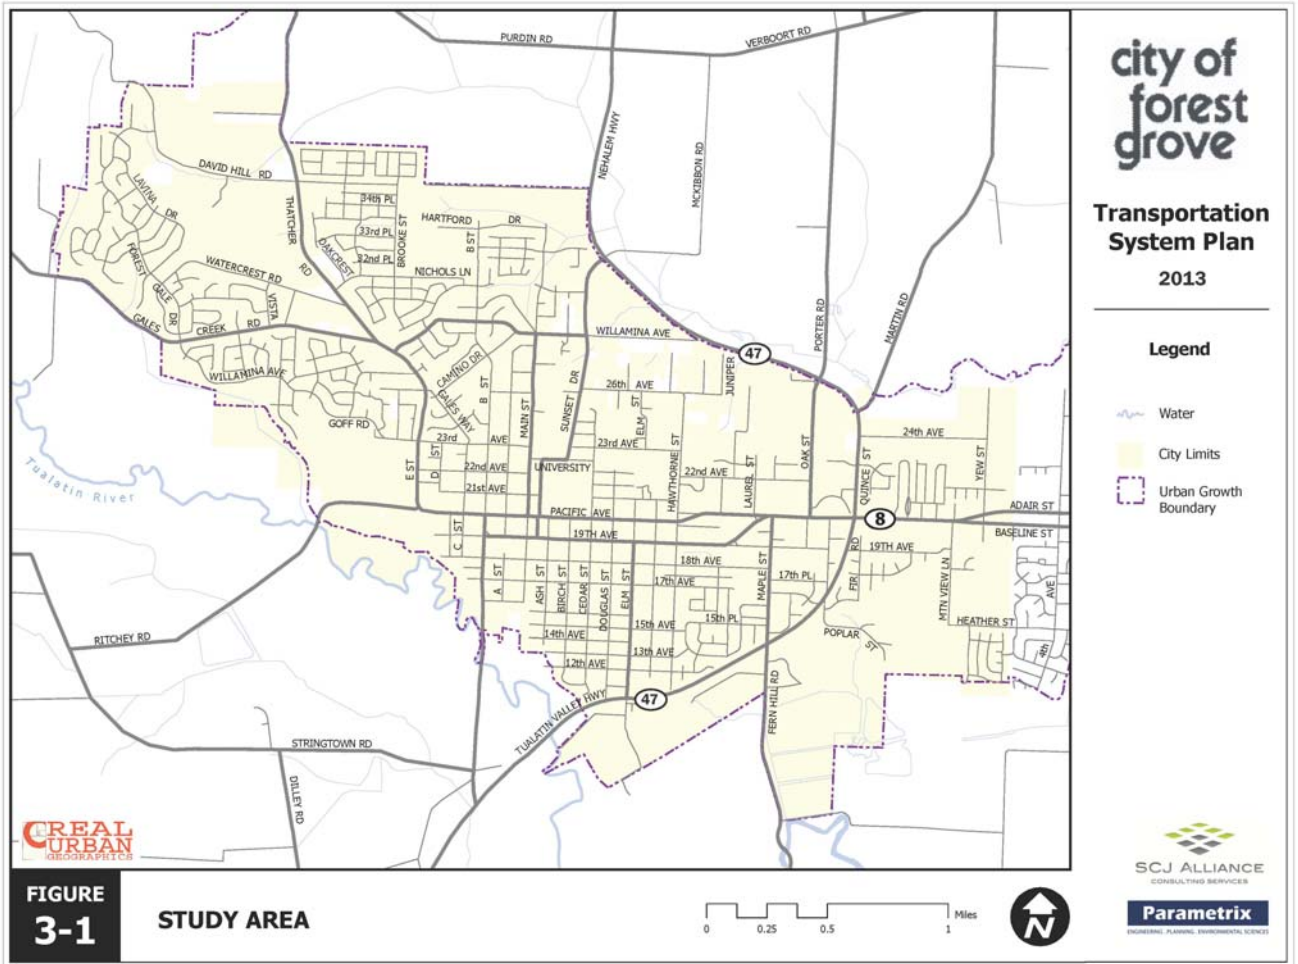 PURDIN RD
VERBOORT RD
NEHALEM HWY
MCKIBBON RD
DAVID HILL RD
LAVINA DR
THATCHER RD
34th PL
33rd PL
32nd PL
BROOKE ST
OAKCREST
HARTFORD DR
B ST
NICHOLS LN
FOREST GALE DR
WATERCREST RD
VISTA
GALES CREEK RD
WILLAMINA AVE
WILLAMINA AVE
47
PORTER RD
MARTIN RD
CAMINO DR
GALES WAY
B ST
MAIN ST
SUNSET DR
26th AVE
ELM ST
JUNIPER
GOFF RD
23rd AVE
23rd AVE
24th AVE
E ST
D ST
22nd AVE
UNIVERSITY
21st AVE
HAWTHORNE ST
22nd AVE
LAUREL ST
OAK ST
QUINCE ST
YEW ST
Tualatin River
PACIFIC AVE
8
ADAIR ST
BASELINE ST
C ST
19TH AVE
19TH AVE
18th AVE
17th AVE
17th PL
FIR RD
MTN VIEW LN
A ST
ASH ST
BIRCH ST
CEDAR ST
DOUGLAS ST
ELM ST
MAPLE ST
AVE
4th
HEATHER ST
15th AVE
15th PL
POPLAR ST
14th AVE
13th AVE
12th AVE
RITCHEY RD
TUALATIN VALLEY HWY
47
FERN HILL RD
STRINGTOWN RD
DILLEY RD
REAL
URBAN
GEOGRAPHICS
city of
forest
grove
Transportation
System Plan
2013
Legend
Water
City Limits
Urban Growth
Boundary
SCJ ALLIANCE
CONSULTING SERVICES
Parametrix
ENGINEERING . PLANNING . ENVIRONMENTAL SCIENCES
FIGURE
3-1
STUDY AREA
0 0.25 0.5 1
Miles
N